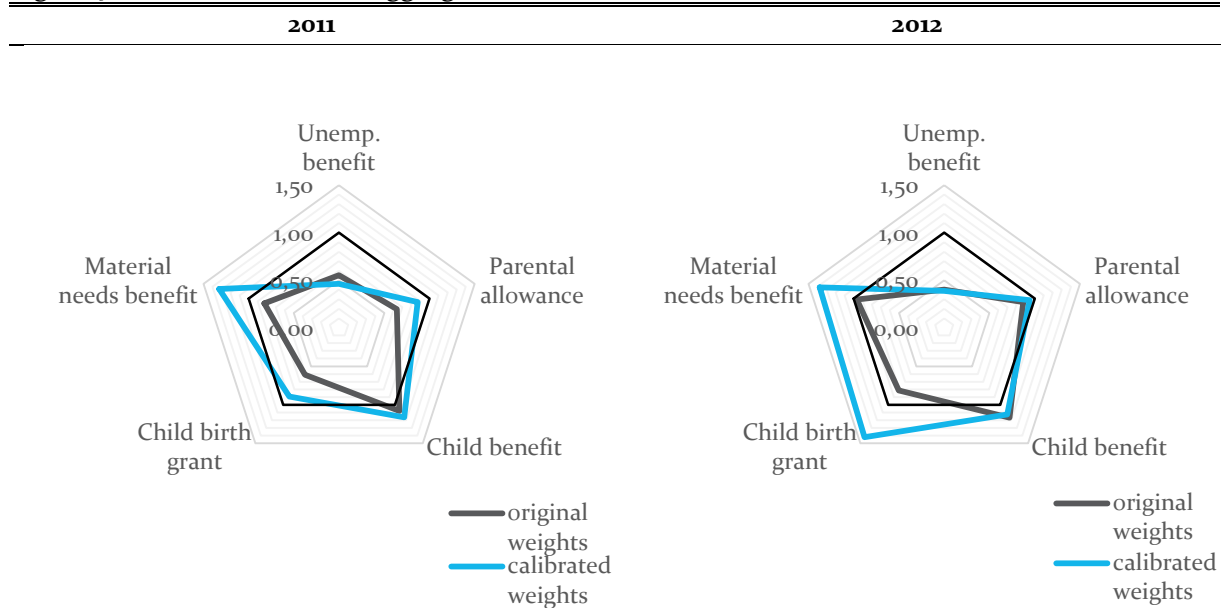 2011
2012
Unemp.
benefit
1,50
1,00
0,50
0,00
Parental
allowance
Child benefit
Child birth
grant
Material
needs benefit
original
weights
calibrated
weights
Unemp.
benefit
1,50
1,00
0,50
0,00
Parental
allowance
Child benefit
Child birth
grant
Material
needs benefit
original
weights
calibrated
weights